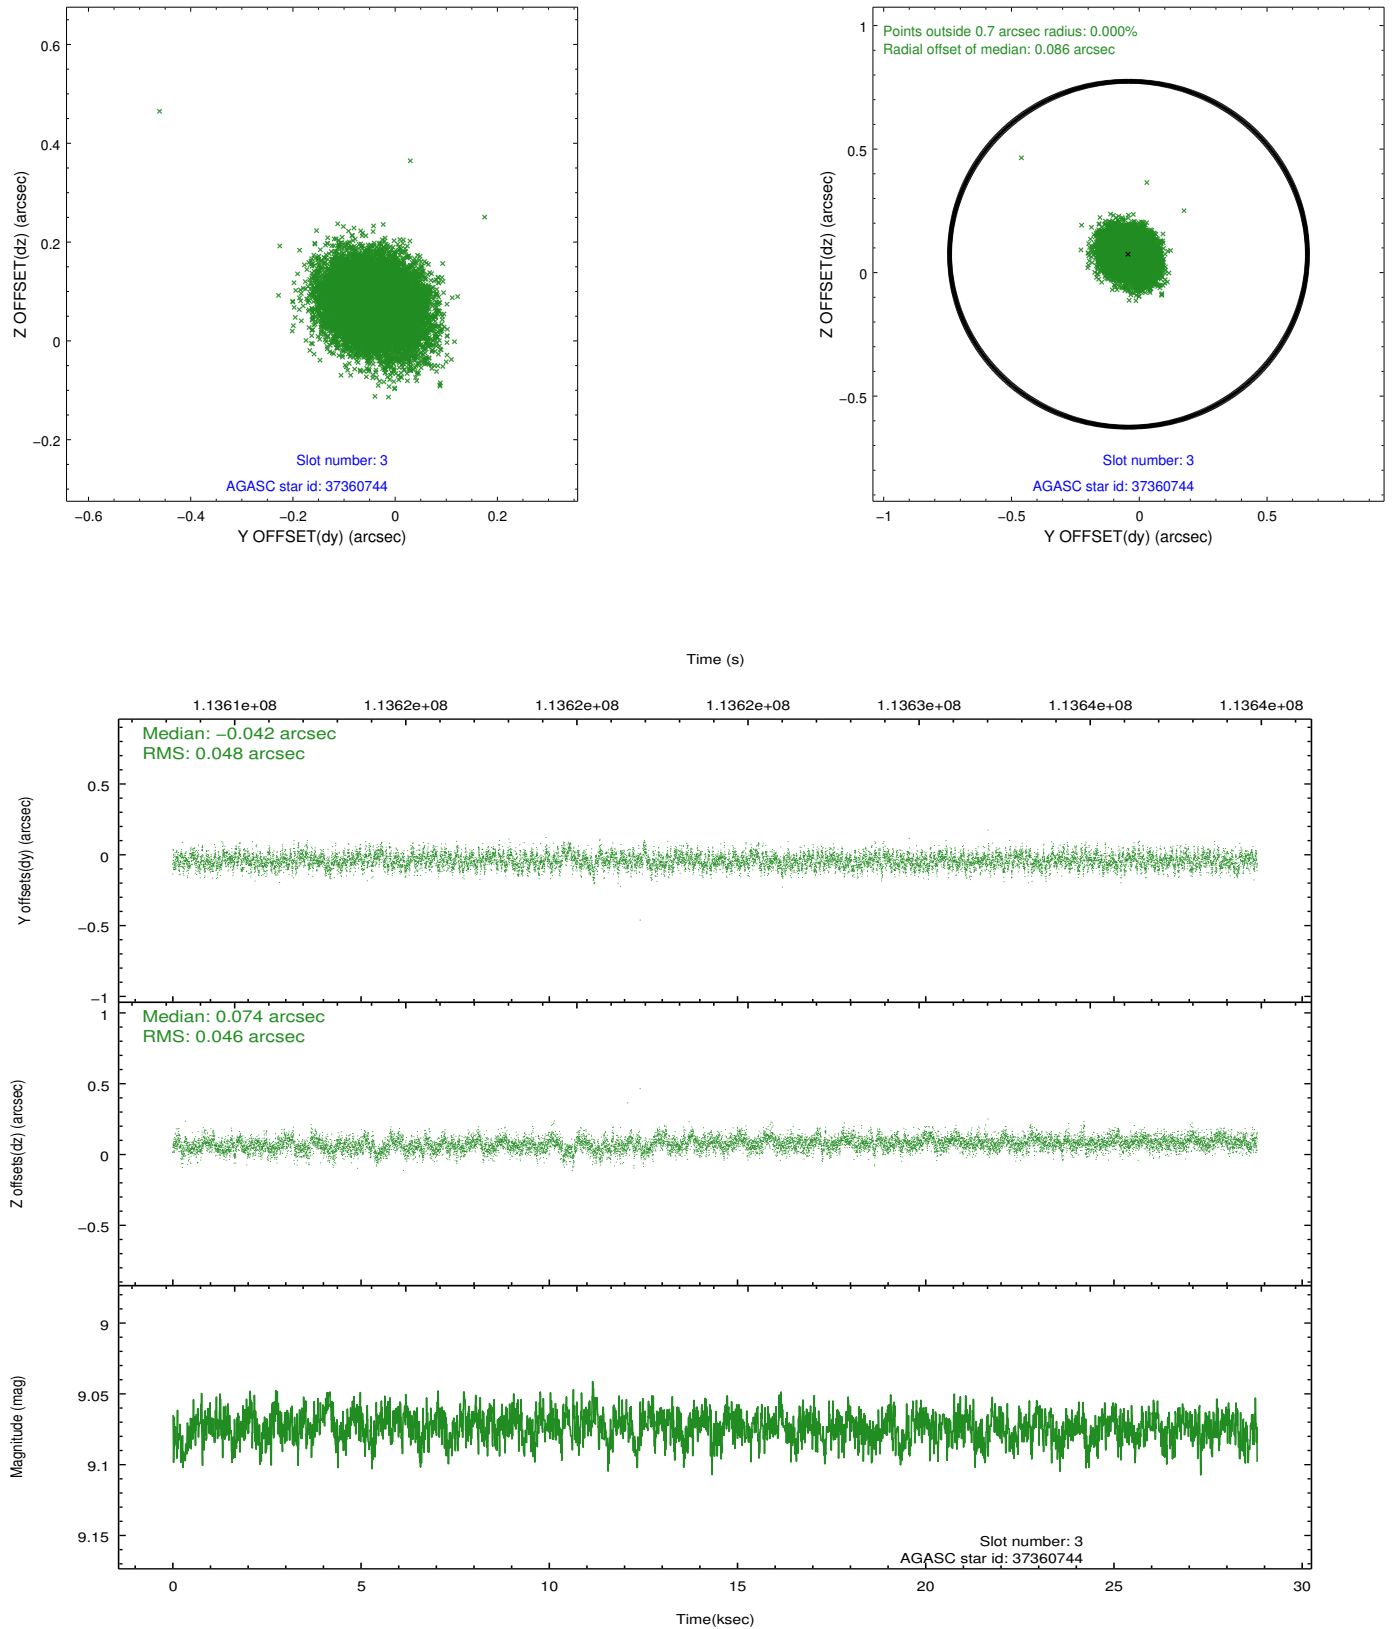 0.6
0.4
0.2
0
−0.2
−0.6
−0.4
−0.2
0
0.2
Z OFFSET(dz) (arcsec)
Y OFFSET(dy) (arcsec)
Slot number: 3
AGASC star id: 37360744
Points outside 0.7 arcsec radius: 0.000%
Radial offset of median: 0.086 arcsec
1
0.5
0
−0.5
−1
−0.5
0
0.5
Z OFFSET(dz) (arcsec)
Y OFFSET(dy) (arcsec)
Slot number: 3
AGASC star id: 37360744
Time (s)
1.1361e+08
1.1362e+08
1.1362e+08
1.1362e+08
1.1363e+08
1.1364e+08
1.1364e+08
Median: −0.042 arcsec
RMS: 0.048 arcsec
0.5
0
−0.5
−1
Y offsets(dy) (arcsec)
Median: 0.074 arcsec
RMS: 0.046 arcsec
1
0.5
0
−0.5
Z offsets(dz) (arcsec)
9
9.05
9.1
9.15
Magnitude (mag)
Slot number: 3
AGASC star id: 37360744
0
5
10
15
20
25
30
Time(ksec)